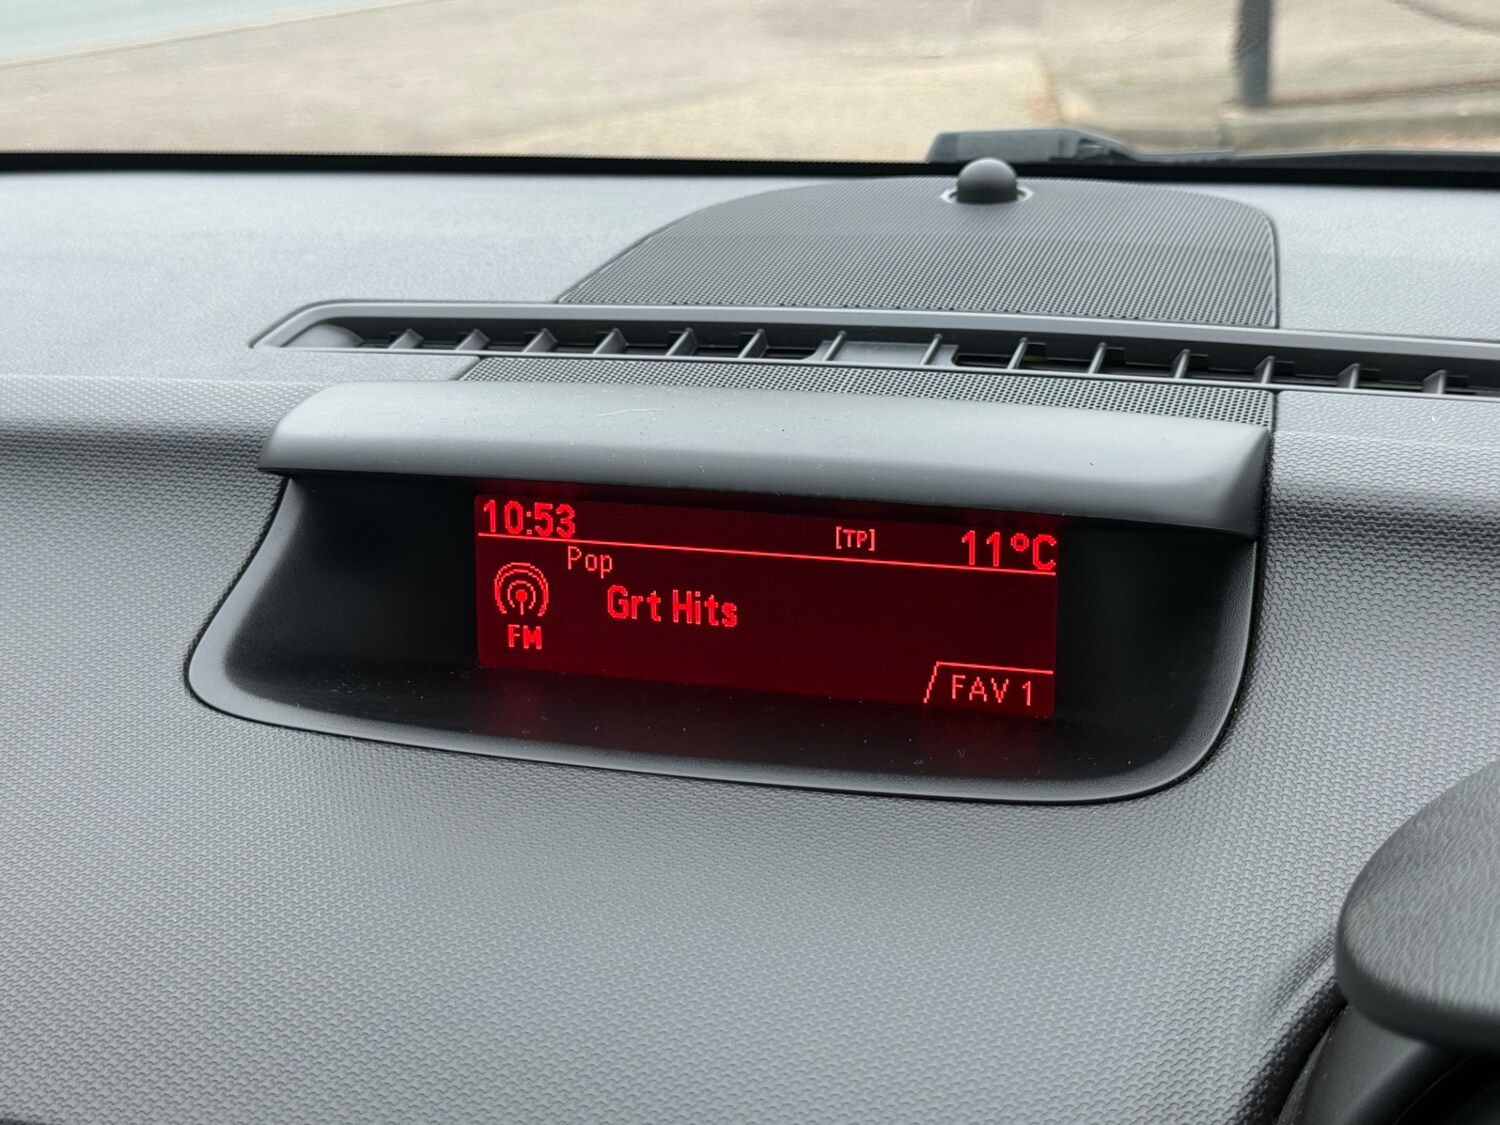 10:53 [TP] 11°C
Pop
Grt Hits
FM
FAV 1